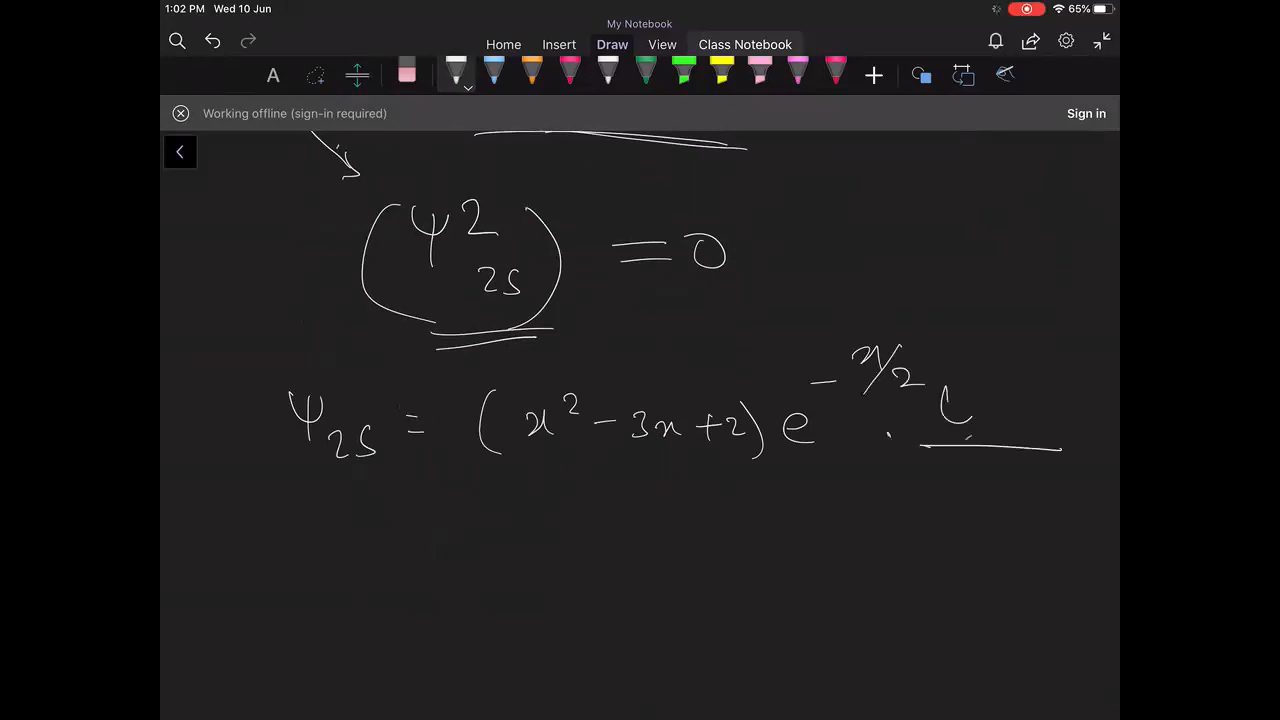 1:02 PM Wed 10 Jun
65%
My Notebook
Home Insert Draw View Class Notebook
A
Working offline (sign-in required) Sign in
(ψ²₂ₛ) = 0
ψ₂ₛ = (x² - 3x + 2) e^(-x/2) .